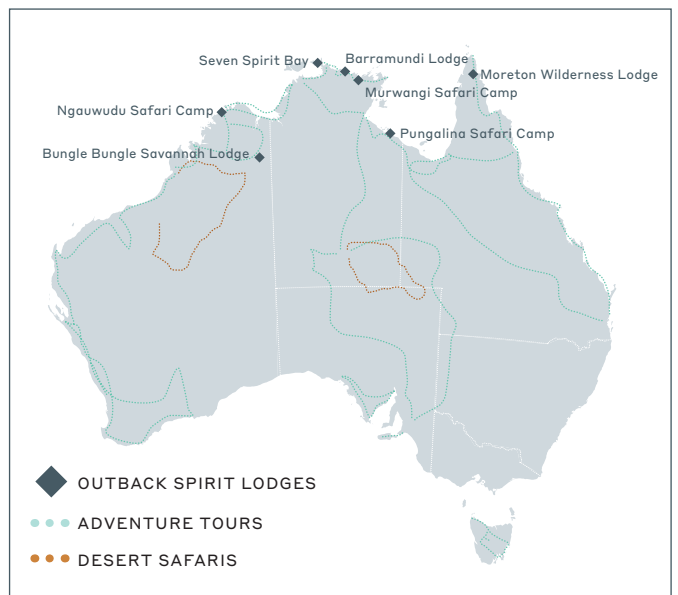 Seven Spirit Bay
Barramundi Lodge
Moreton Wilderness Lodge
Murwangi Safari Camp
Ngauwudu Safari Camp
Pungalina Safari Camp
Bungle Bungle Savannah Lodge
OUTBACK SPIRIT LODGES
ADVENTURE TOURS
DESERT SAFARIS